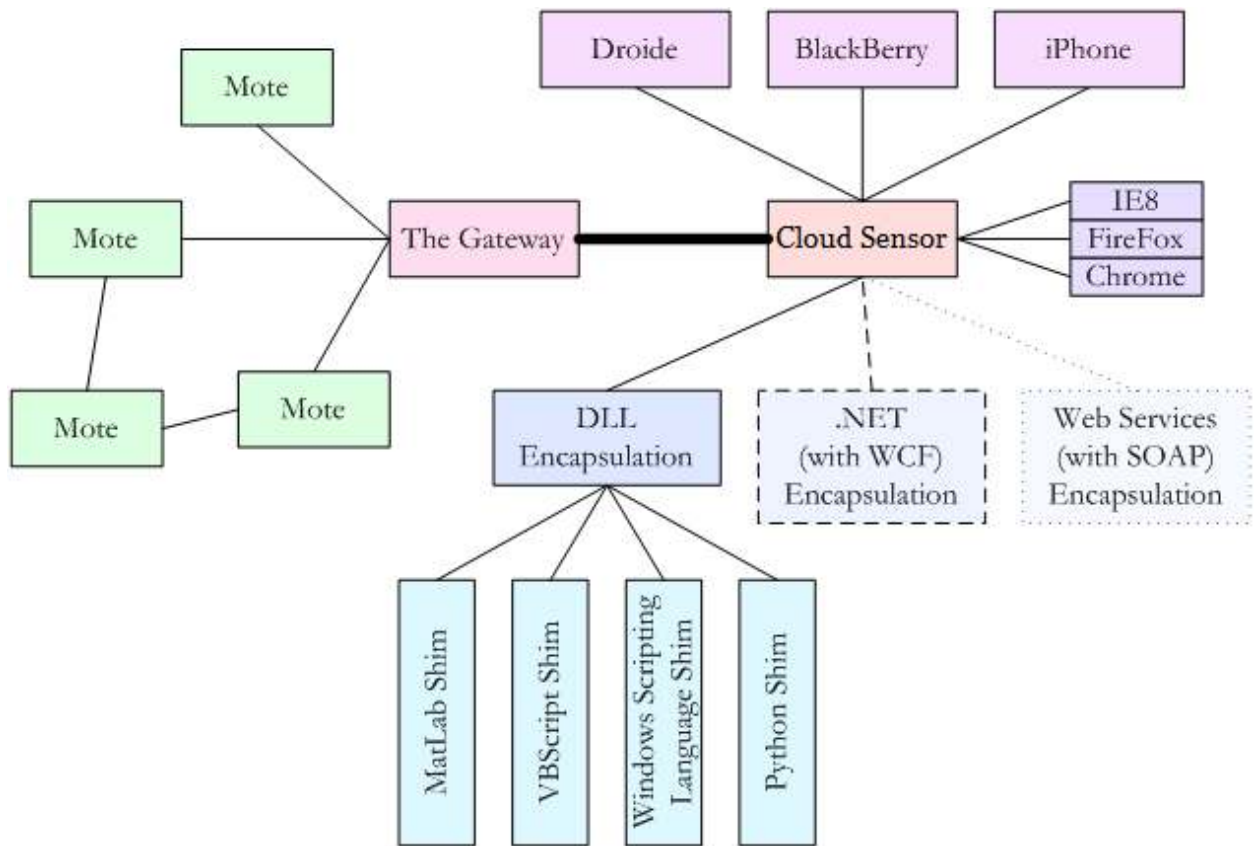 Droide
BlackBerry
iPhone
Mote
Mote
The Gateway
Cloud Sensor
IE8
FireFox
Chrome
Mote
Mote
DLL
Encapsulation
.NET
(with WCF)
Encapsulation
Web Services
(with SOAP)
Encapsulation
MatLab Shim
VBScript Shim
Windows Scripting
Language Shim
Python Shim